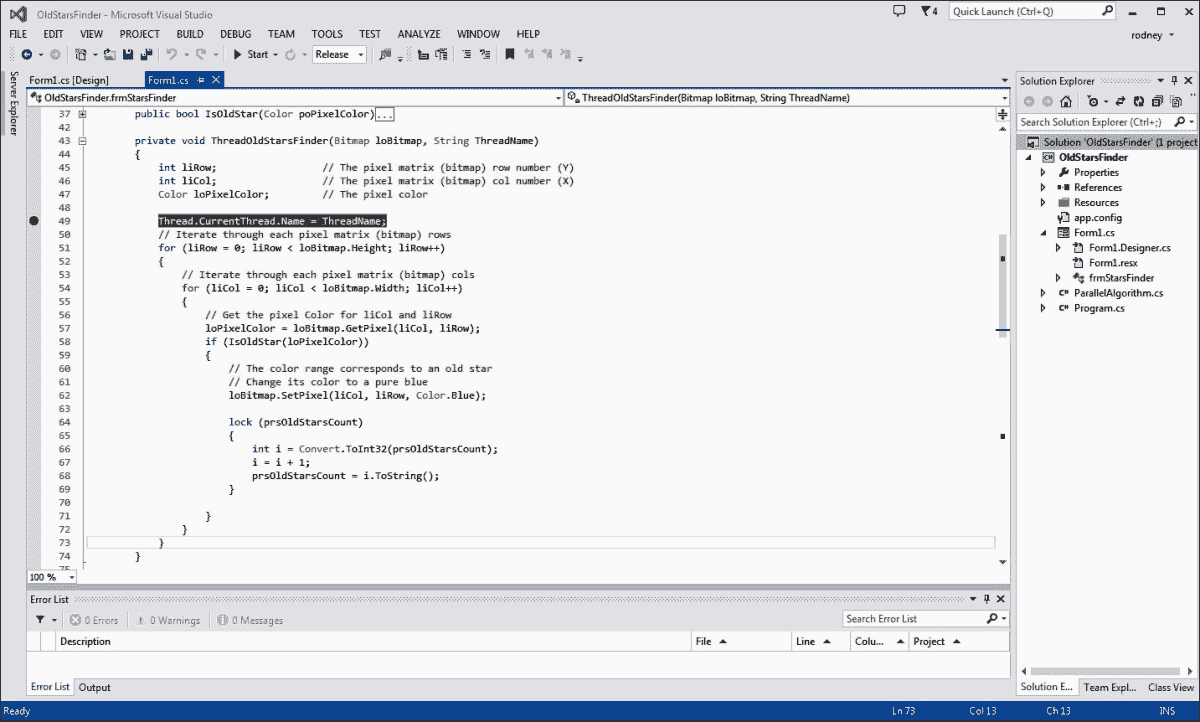 OldStarsFinder - Microsoft Visual Studio
4
Quick Launch (Ctrl+Q)
FILE EDIT VIEW PROJECT BUILD DEBUG TEAM TOOLS TEST ANALYZE WINDOW HELP
rodney
Start Release
Server Explorer
Form1.cs [Design] Form1.cs
OldStarsFinder.frmStarsFinder ThreadOldStarsFinder(Bitmap loBitmap, String ThreadName)
37 public bool IsOldStar(Color poPixelColor)...
42
43 private void ThreadOldStarsFinder(Bitmap loBitmap, String ThreadName)
44 {
45 int liRow; // The pixel matrix (bitmap) row number (Y)
46 int liCol; // The pixel matrix (bitmap) col number (X)
47 Color loPixelColor; // The pixel color
48
49 Thread.CurrentThread.Name = ThreadName;
50 // Iterate through each pixel matrix (bitmap) rows
51 for (liRow = 0; liRow < loBitmap.Height; liRow++)
52 {
53 // Iterate through each pixel matrix (bitmap) cols
54 for (liCol = 0; liCol < loBitmap.Width; liCol++)
55 {
56 // Get the pixel Color for liCol and liRow
57 loPixelColor = loBitmap.GetPixel(liCol, liRow);
58 if (IsOldStar(loPixelColor))
59 {
60 // The color range corresponds to an old star
61 // Change its color to a pure blue
62 loBitmap.SetPixel(liCol, liRow, Color.Blue);
63
64 lock (prsOldStarsCount)
65 {
66 int i = Convert.ToInt32(prsOldStarsCount);
67 i = i + 1;
68 prsOldStarsCount = i.ToString();
69 }
70
71 }
72 }
73 }
74 }
75
100 %
Solution Explorer
Search Solution Explorer (Ctrl+;)
Solution 'OldStarsFinder' (1 project
OldStarsFinder
Properties
References
Resources
app.config
Form1.cs
Form1.Designer.cs
Form1.resx
frmStarsFinder
ParallelAlgorithm.cs
Program.cs
Solution E... Team Expl... Class View
Error List
0 Errors 0 Warnings 0 Messages
Search Error List
Description File Line Colu... Project
Error List Output
Ready Ln 73 Col 13 Ch 13 INS